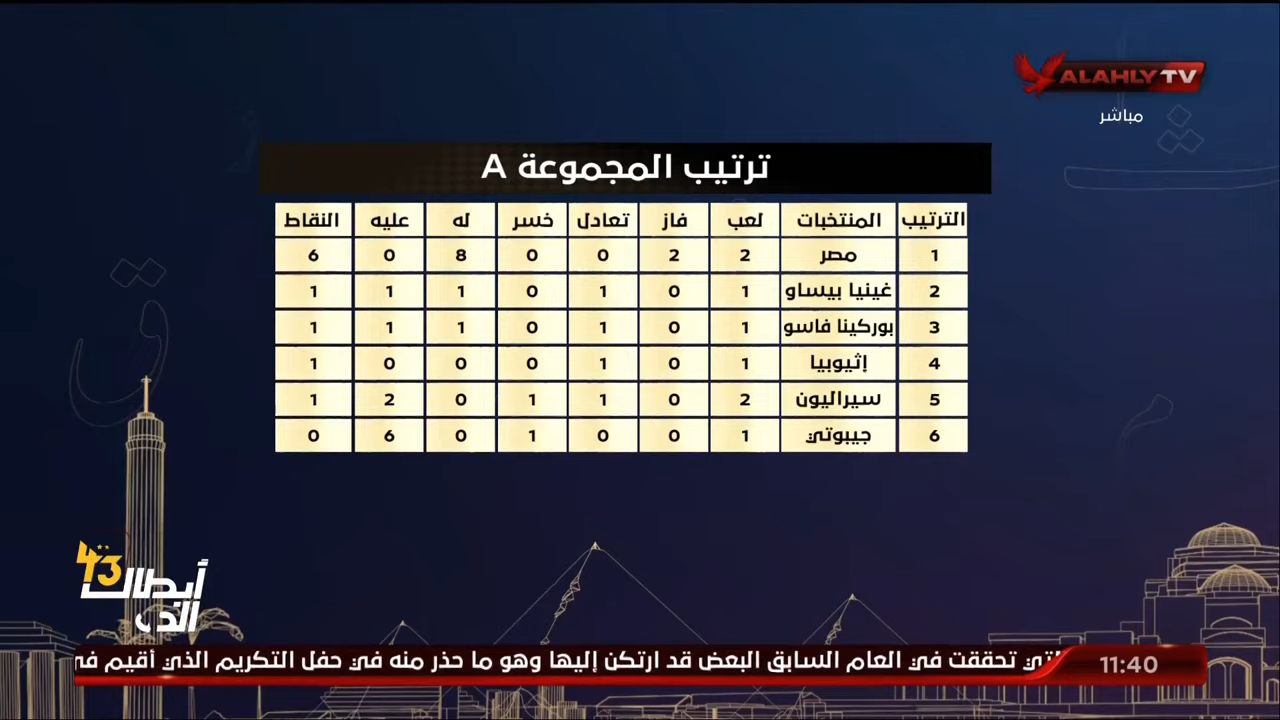 ALAHLY TV
مباشر
ترتيب المجموعة A
الترتيب المنتخبات لعب فاز تعادل خسر له عليه النقاط
1 مصر 2 2 0 0 8 0 6
2 غينيا بيساو 1 0 1 0 1 1 1
3 بوركينا فاسو 1 0 1 0 1 1 1
4 إثيوبيا 1 0 1 0 0 0 1
5 سيراليون 2 0 1 1 0 2 1
6 جيبوتي 1 0 0 1 0 6 0
43
أبطال
الدوري
11:40
تحققت في العام السابق البعض قد ارتكن إليها وهو ما حذر منه في حفل التكريم الذي أقيم في